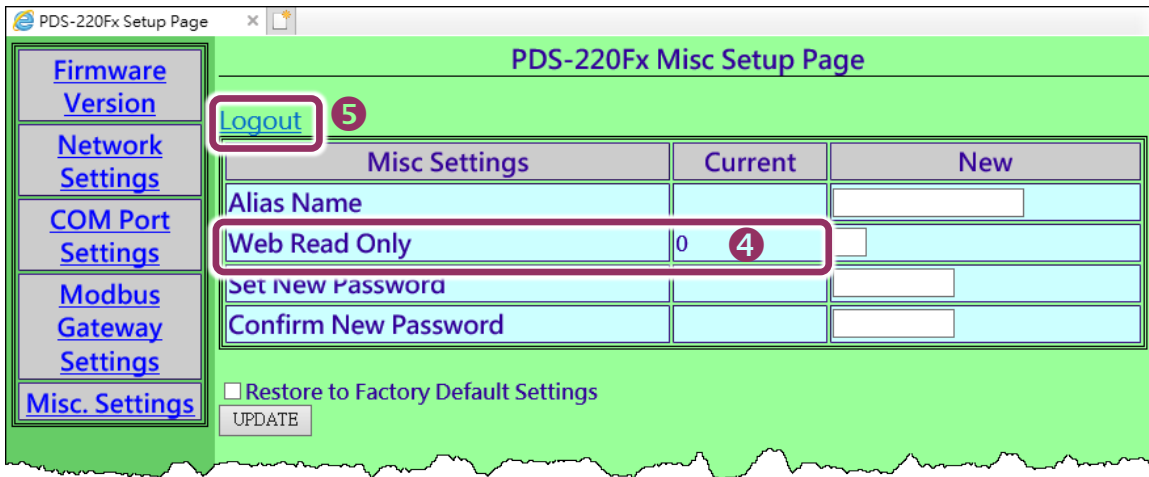 PDS-220Fx Setup Page
Firmware
Version
Network
Settings
COM Port
Settings
Modbus
Gateway
Settings
Misc. Settings
PDS-220Fx Misc Setup Page
Logout 5
Misc Settings Current New
Alias Name
Web Read Only 0 4
Set New Password
Confirm New Password
Restore to Factory Default Settings
UPDATE